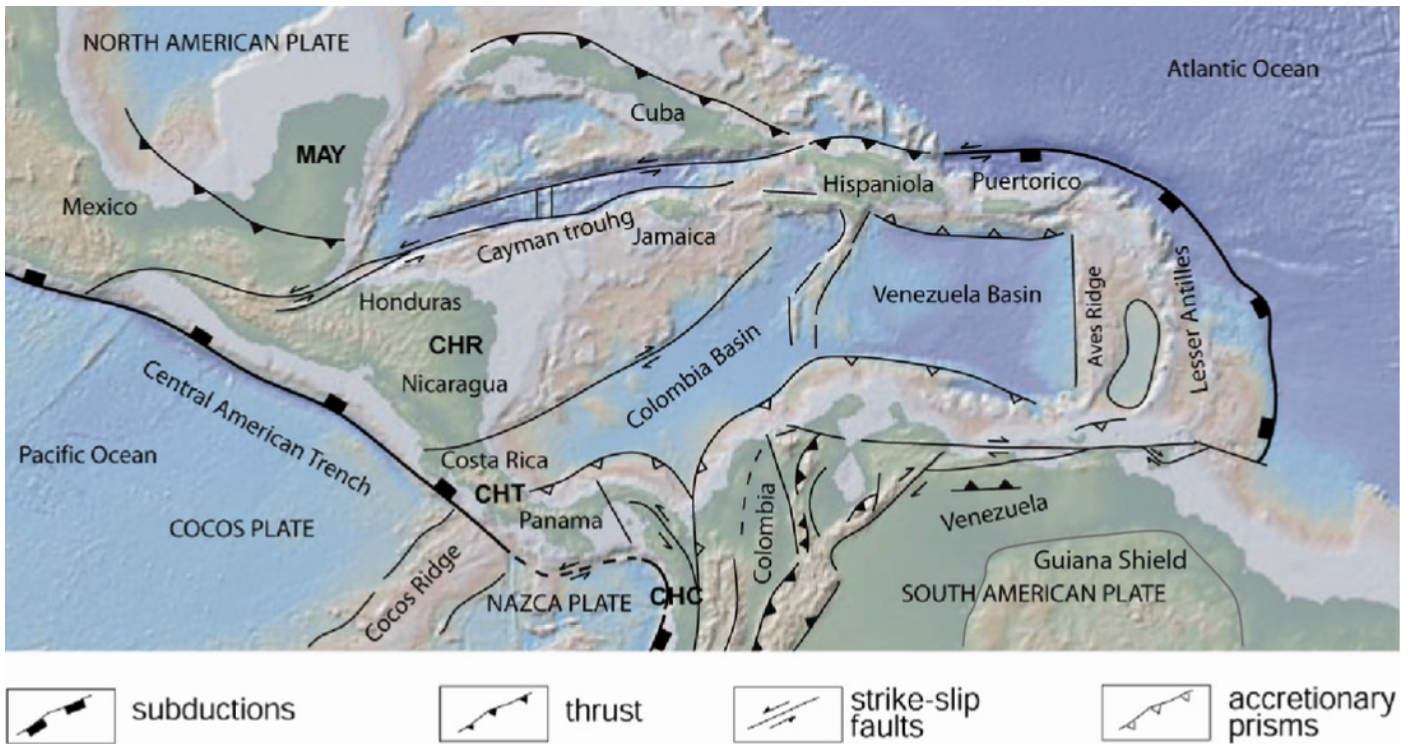 NORTH AMERICAN PLATE
Atlantic Ocean
Cuba
MAY
Hispaniola
Puertorico
Mexico
Cayman trouhg
Jamaica
Honduras
Venezuela Basin
Aves Ridge
Lesser Antilles
CHR
Nicaragua
Colombia Basin
Central American Trench
Pacific Ocean
Costa Rica
CHT
Panama
Colombia
Venezuela
COCOS PLATE
Cocos Ridge
NAZCA PLATE
CHC
Guiana Shield
SOUTH AMERICAN PLATE
subductions
thrust
strike-slip
faults
accretionary
prisms